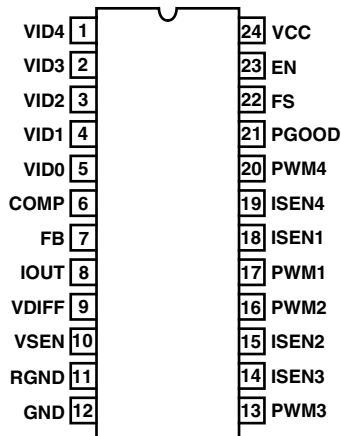 VID4 1 24 VCC
VID3 2 23 EN
VID2 3 22 FS
VID1 4 21 PGOOD
VID0 5 20 PWM4
COMP 6 19 ISEN4
FB 7 18 ISEN1
IOUT 8 17 PWM1
VDIFF 9 16 PWM2
VSEN 10 15 ISEN2
RGND 11 14 ISEN3
GND 12 13 PWM3